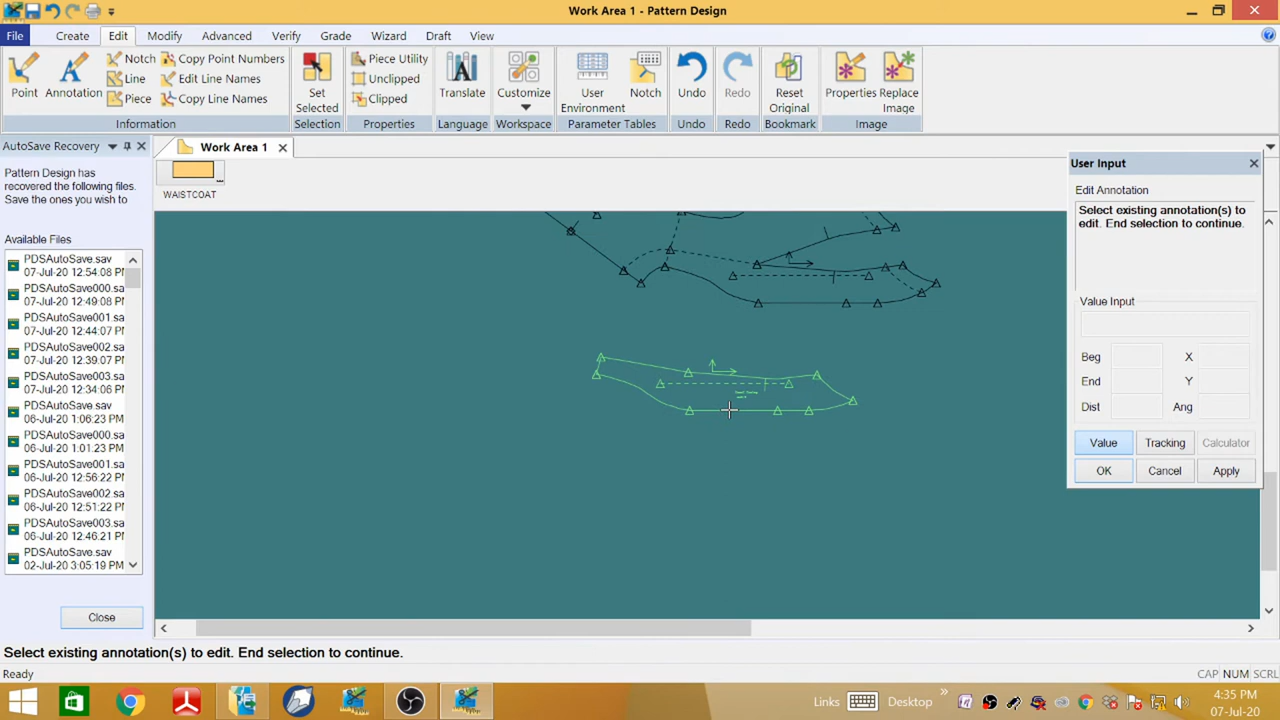 Work Area 1 - Pattern Design
File
Create
Edit
Modify
Advanced
Verify
Grade
Wizard
Draft
View
Point
Annotation
Notch
Line
Piece
Copy Point Numbers
Edit Line Names
Copy Line Names
Information
Set Selected
Selection
Piece Utility
Unclipped
Clipped
Properties
Translate
Language
Customize
Workspace
User Environment
Notch
Parameter Tables
Undo
Undo
Redo
Redo
Reset Original
Bookmark
Properties
Replace Image
Image
AutoSave Recovery
Pattern Design has
recovered the following files.
Save the ones you wish to
Available Files
PDSAutoSave.sav
07-Jul-20 12:54:08 PM
PDSAutoSave000.sa
07-Jul-20 12:49:08 PM
PDSAutoSave001.sa
07-Jul-20 12:44:07 PM
PDSAutoSave002.sa
07-Jul-20 12:39:07 PM
PDSAutoSave003.sa
07-Jul-20 12:34:06 PM
PDSAutoSave.sav
06-Jul-20 1:06:23 PM
PDSAutoSave000.sa
06-Jul-20 1:01:23 PM
PDSAutoSave001.sa
06-Jul-20 12:56:22 PM
PDSAutoSave002.sa
06-Jul-20 12:51:22 PM
PDSAutoSave003.sa
06-Jul-20 12:46:21 PM
PDSAutoSave.sav
02-Jul-20 3:05:19 PM
Close
Work Area 1
WAISTCOAT
User Input
Edit Annotation
Select existing annotation(s) to
edit. End selection to continue.
Value Input
Beg
X
End
Y
Dist
Ang
Value
Tracking
Calculator
OK
Cancel
Apply
Select existing annotation(s) to edit. End selection to continue.
Ready
CAP NUM SCRL
Links
Desktop
4:35 PM
07-Jul-20